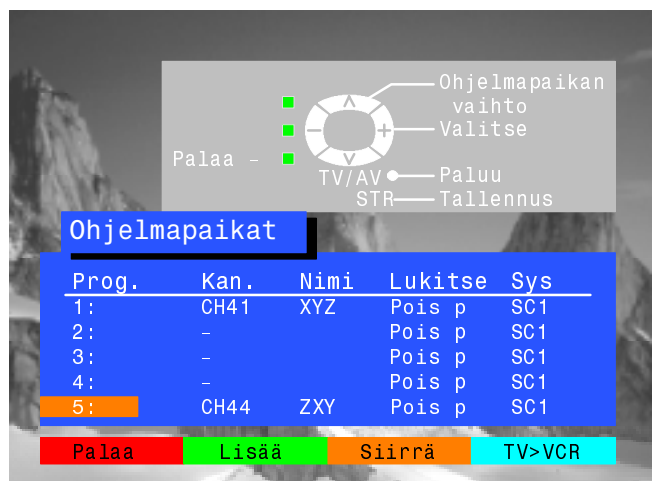 Ohjelmapaikan
vaihto
Valitse
Palaa –
TV/AV Paluu
STR Tallennus
Ohjelmapaikat
Prog. Kan. Nimi Lukitse Sys
1: CH41 XYZ Pois p SC1
2: – Pois p SC1
3: – Pois p SC1
4: – Pois p SC1
5: CH44 ZXY Pois p SC1
Palaa Lisää Siirrä TV>VCR